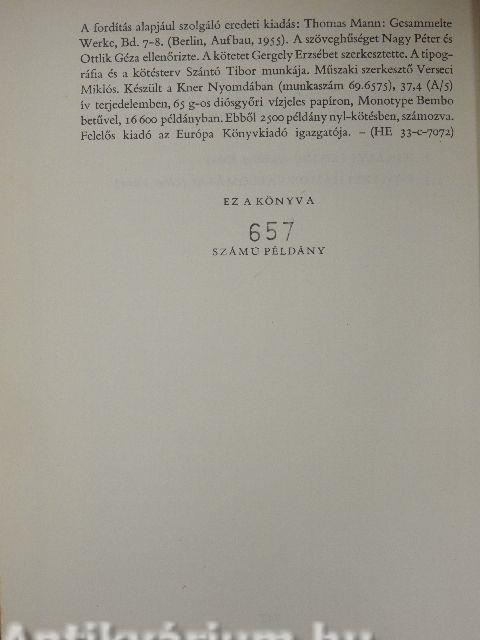 A fordítás alapjául szolgáló eredeti kiadás: Thomas Mann: Gesammelte
Werke, Bd. 7-8. (Berlin, Aufbau, 1955). A szöveghűséget Nagy Péter és
Ottlik Géza ellenőrizte. A kötetet Gergely Erzsébet szerkesztette. A tipog-
ráfia és a kötésterv Szántó Tibor munkája. Műszaki szerkesztő Verseci
Miklós. Készült a Kner Nyomdában (munkaszám 69.6575), 37,4 (A/5)
ív terjedelemben, 65 g-os diósgyőri vízjeles papíron, Monotype Bembo
betűvel, 16 600 példányban. Ebből 2500 példány nyl-kötésben, számozva.
Felelős kiadó az Európa Könyvkiadó igazgatója. – (HE 33-c-7072)
EZ A KÖNYV A
657
SZÁMÚ PÉLDÁNY
Antikvárium.hu